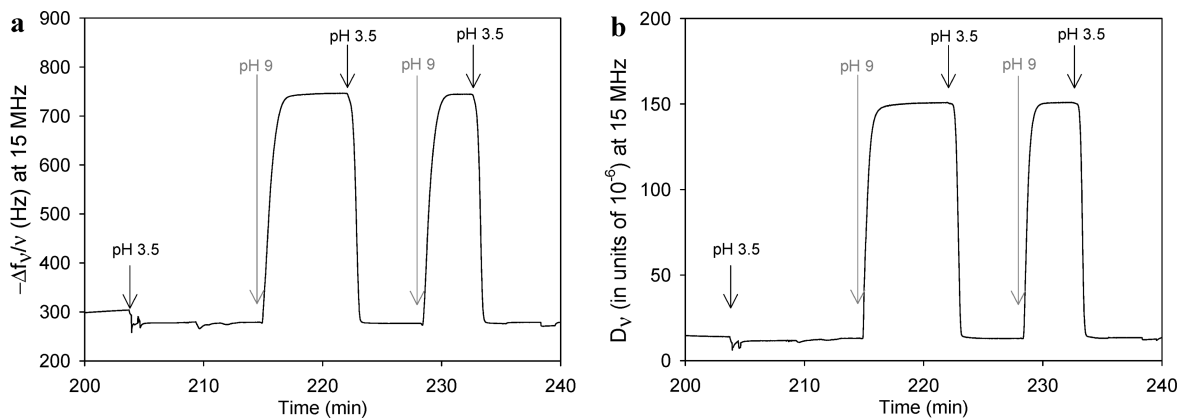 a
900
800
700
600
500
400
300
200
−Δfν/ν (Hz) at 15 MHz
pH 3.5
pH 9
pH 3.5
pH 9
pH 3.5
200 210 220 230 240
Time (min)
b
200
150
100
50
0
Dν (in units of 10⁻⁶) at 15 MHz
pH 3.5
pH 9
pH 3.5
pH 9
pH 3.5
200 210 220 230 240
Time (min)